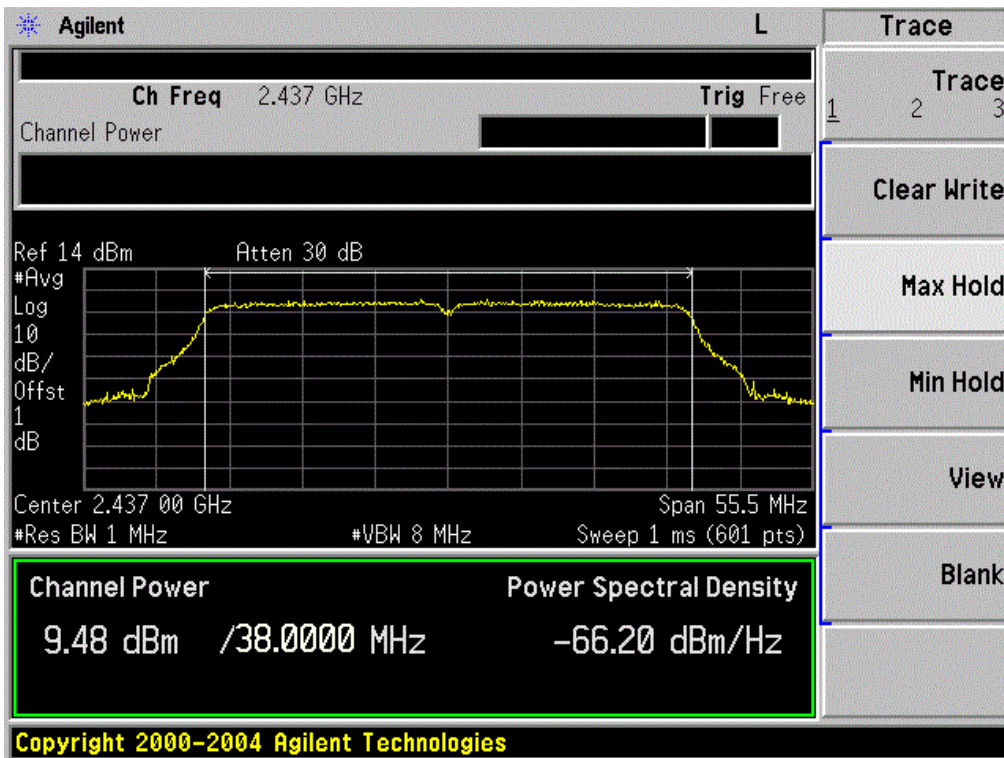 Agilent L Trace
Ch Freq 2.437 GHz Trig Free
Channel Power
Trace
1 2 3
Clear Write
Max Hold
Min Hold
View
Blank
Ref 14 dBm Atten 30 dB
#Avg
Log
10
dB/
Offst
1
dB
Center 2.437 00 GHz Span 55.5 MHz
#Res BW 1 MHz #VBW 8 MHz Sweep 1 ms (601 pts)
Channel Power Power Spectral Density
9.48 dBm /38.0000 MHz -66.20 dBm/Hz
Copyright 2000-2004 Agilent Technologies